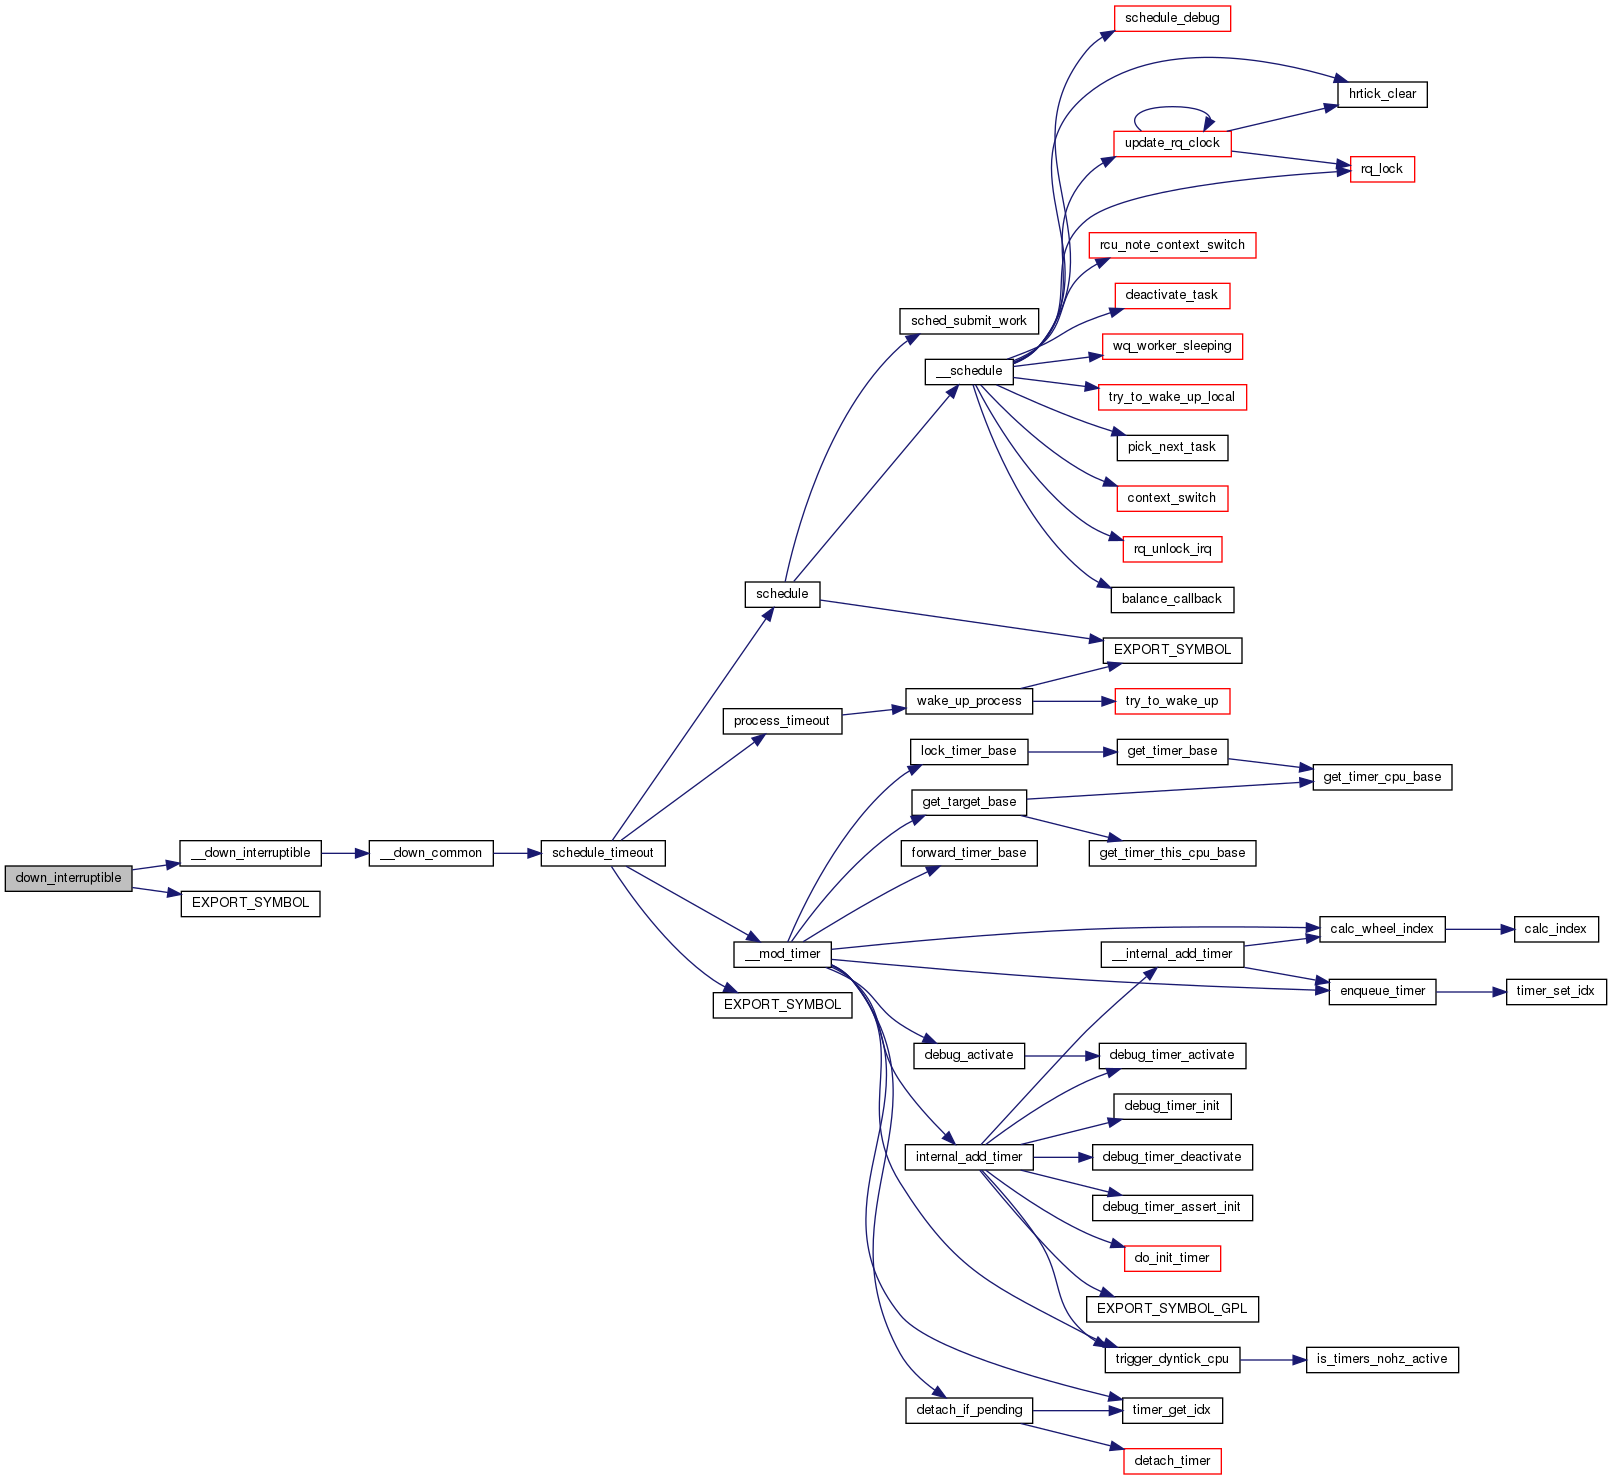 schedule_debug
hrtick_clear
update_rq_clock
rq_lock
rcu_note_context_switch
deactivate_task
sched_submit_work
wq_worker_sleeping
__schedule
try_to_wake_up_local
pick_next_task
context_switch
rq_unlock_irq
schedule
balance_callback
EXPORT_SYMBOL
wake_up_process
try_to_wake_up
process_timeout
lock_timer_base
get_timer_base
get_timer_cpu_base
get_target_base
__down_interruptible
__down_common
schedule_timeout
forward_timer_base
get_timer_this_cpu_base
down_interruptible
EXPORT_SYMBOL
calc_wheel_index
calc_index
__mod_timer
__internal_add_timer
enqueue_timer
timer_set_idx
EXPORT_SYMBOL
debug_activate
debug_timer_activate
debug_timer_init
internal_add_timer
debug_timer_deactivate
debug_timer_assert_init
do_init_timer
EXPORT_SYMBOL_GPL
trigger_dyntick_cpu
is_timers_nohz_active
detach_if_pending
timer_get_idx
detach_timer